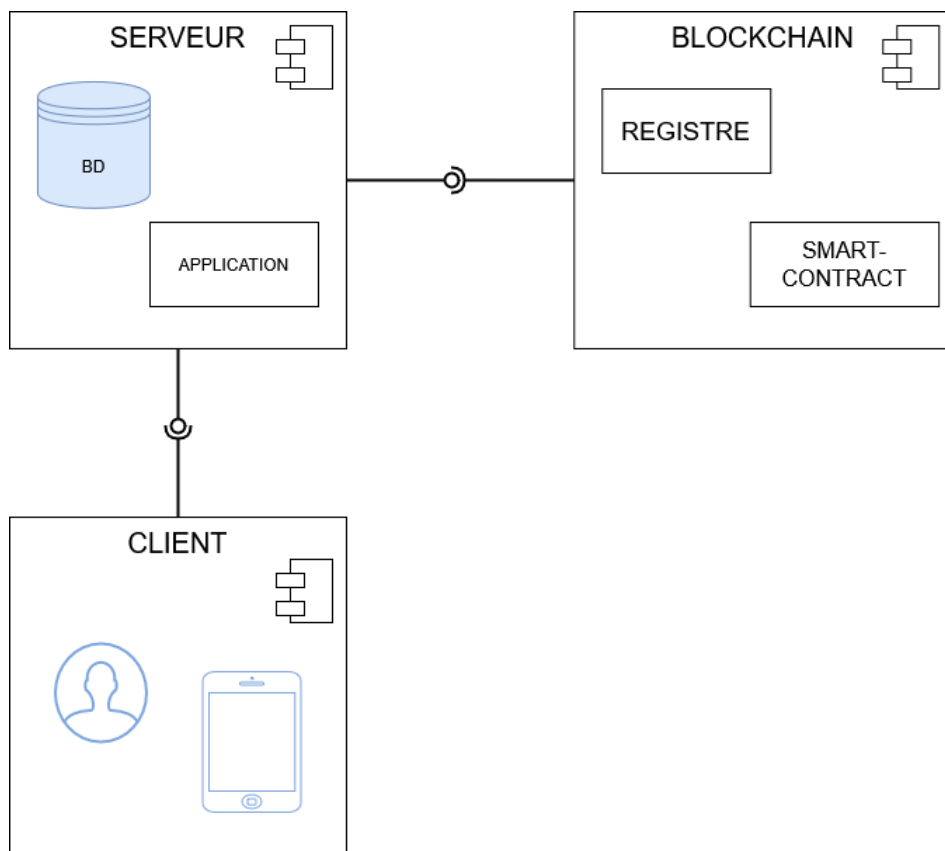 SERVEUR
BD
APPLICATION
BLOCKCHAIN
REGISTRE
SMART-
CONTRACT
CLIENT